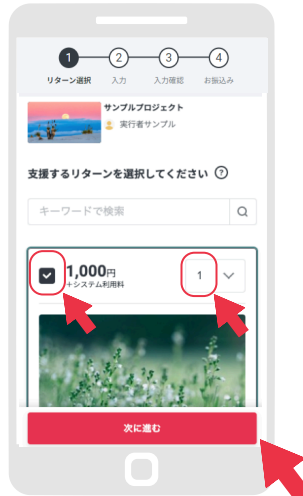 1 2 3 4
リターン選択 入力 入力確認 お振込み
サンプルプロジェクト
実行者サンプル
支援するリターンを選択してください ?
キーワードで検索
1,000円 1
+システム利用料
次に進む